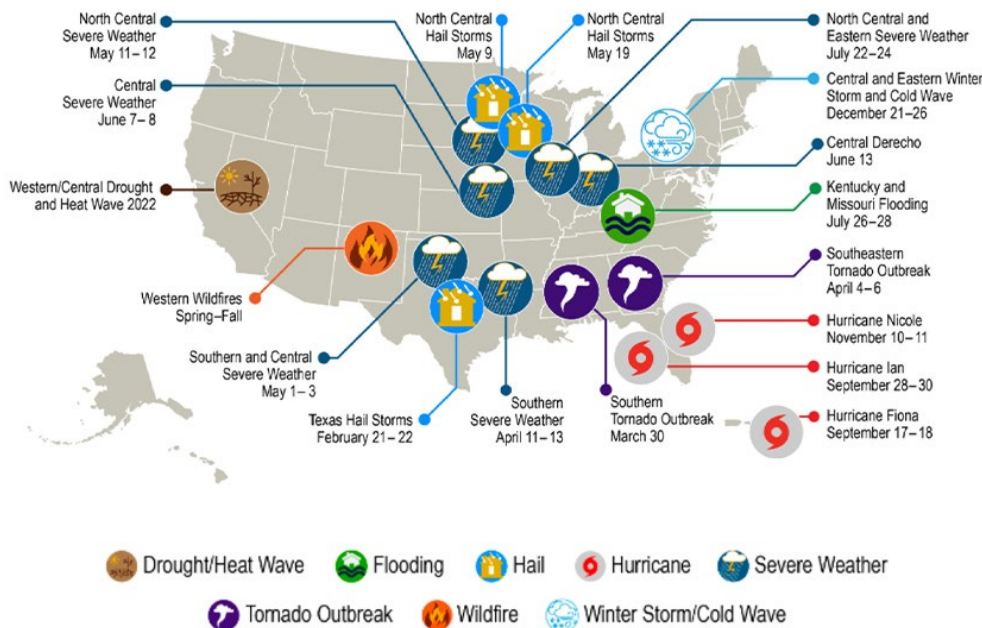 North Central
Severe Weather
May 11–12
North Central
Hail Storms
May 9
North Central
Hail Storms
May 19
North Central and
Eastern Severe Weather
July 22–24
Central
Severe Weather
June 7–8
Central and Eastern Winter
Storm and Cold Wave
December 21–26
Central Derecho
June 13
Western/Central Drought
and Heat Wave 2022
Kentucky and
Missouri Flooding
July 26–28
Southeastern
Tornado Outbreak
April 4–6
Western Wildfires
Spring–Fall
Hurricane Nicole
November 10–11
Southern and Central
Severe Weather
May 1–3
Hurricane Ian
September 28–30
Texas Hail Storms
February 21–22
Southern
Severe Weather
April 11–13
Southern
Tornado Outbreak
March 30
Hurricane Fiona
September 17–18
Drought/Heat Wave
Flooding
Hail
Hurricane
Severe Weather
Tornado Outbreak
Wildfire
Winter Storm/Cold Wave